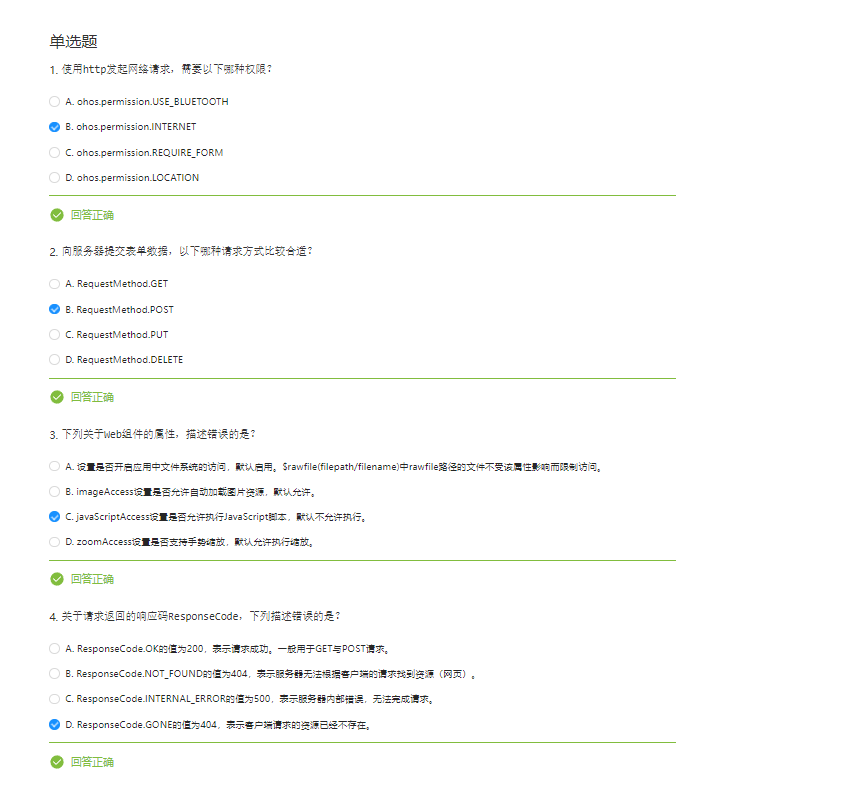 单选题
1. 使用http发起网络请求，需要以下哪种权限？
A. ohos.permission.USE_BLUETOOTH
B. ohos.permission.INTERNET
C. ohos.permission.REQUIRE_FORM
D. ohos.permission.LOCATION
回答正确
2. 向服务器提交表单数据，以下哪种请求方式比较合适？
A. RequestMethod.GET
B. RequestMethod.POST
C. RequestMethod.PUT
D. RequestMethod.DELETE
回答正确
3. 下列关于Web组件的属性，描述错误的是？
A. 设置是否开启应用中文件系统的访问，默认启用。$rawfile(filepath/filename)中rawfile路径的文件不受该属性影响而限制访问。
B. imageAccess设置是否允许自动加载图片资源，默认允许。
C. javaScriptAccess设置是否允许执行JavaScript脚本，默认不允许执行。
D. zoomAccess设置是否支持手势缩放，默认允许执行缩放。
回答正确
4. 关于请求返回的响应码ResponseCode，下列描述错误的是？
A. ResponseCode.OK的值为200，表示请求成功。一般用于GET与POST请求。
B. ResponseCode.NOT_FOUND的值为404，表示服务器无法根据客户端的请求找到资源（网页）。
C. ResponseCode.INTERNAL_ERROR的值为500，表示服务器内部错误，无法完成请求。
D. ResponseCode.GONE的值为404，表示客户端请求的资源已经不存在。
回答正确